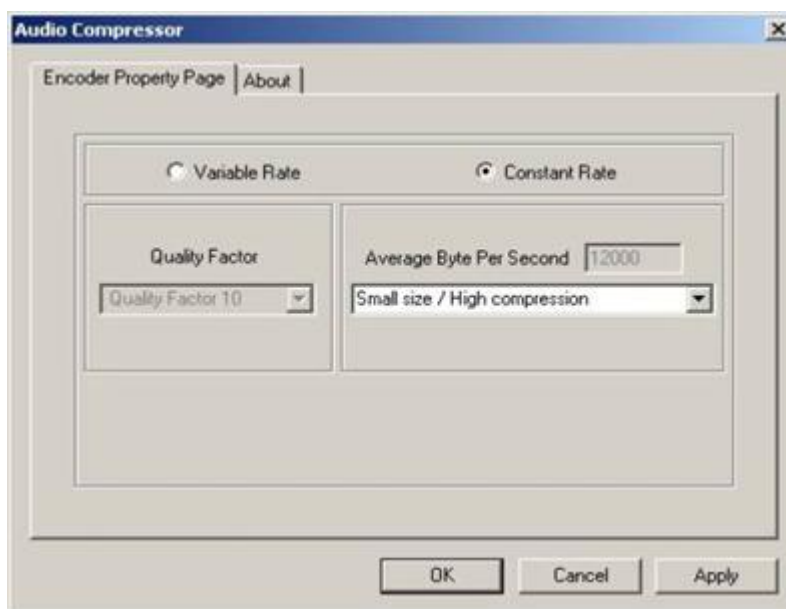 Audio Compressor
Encoder Property Page
About
Variable Rate
Constant Rate
Quality Factor
Quality Factor 10
Average Byte Per Second
12000
Small size / High compression
OK
Cancel
Apply